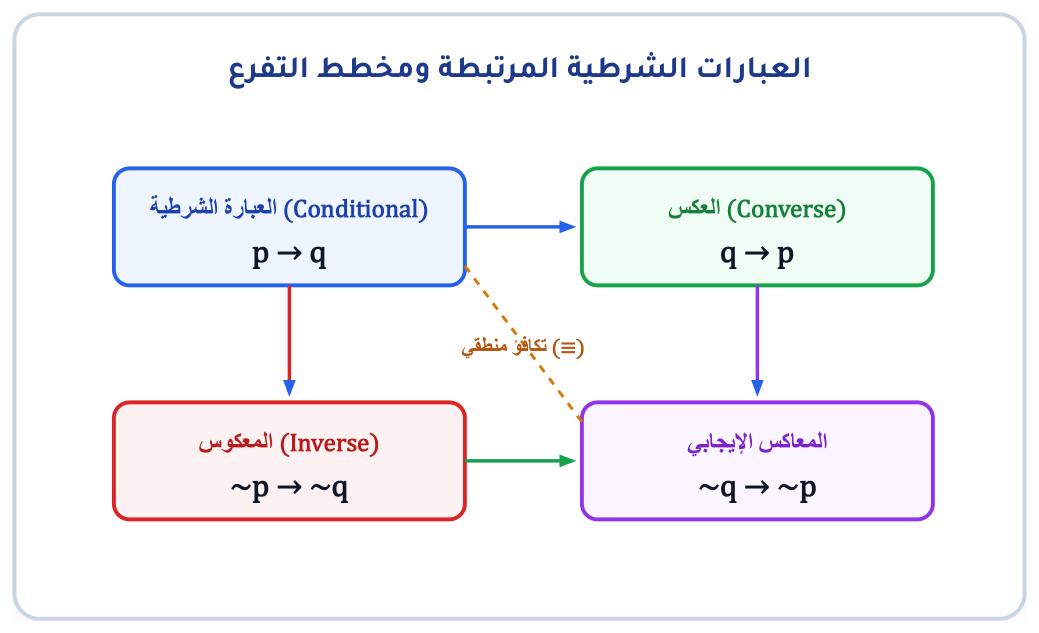 العبارات الشرطية المرتبطة ومخطط التفرع
العبارة الشرطية (Conditional)
p → q
العكس (Converse)
q → p
تكافؤ منطقي (≡)
المعكوس (Inverse)
~p → ~q
المعاكس الإيجابي
~q → ~p